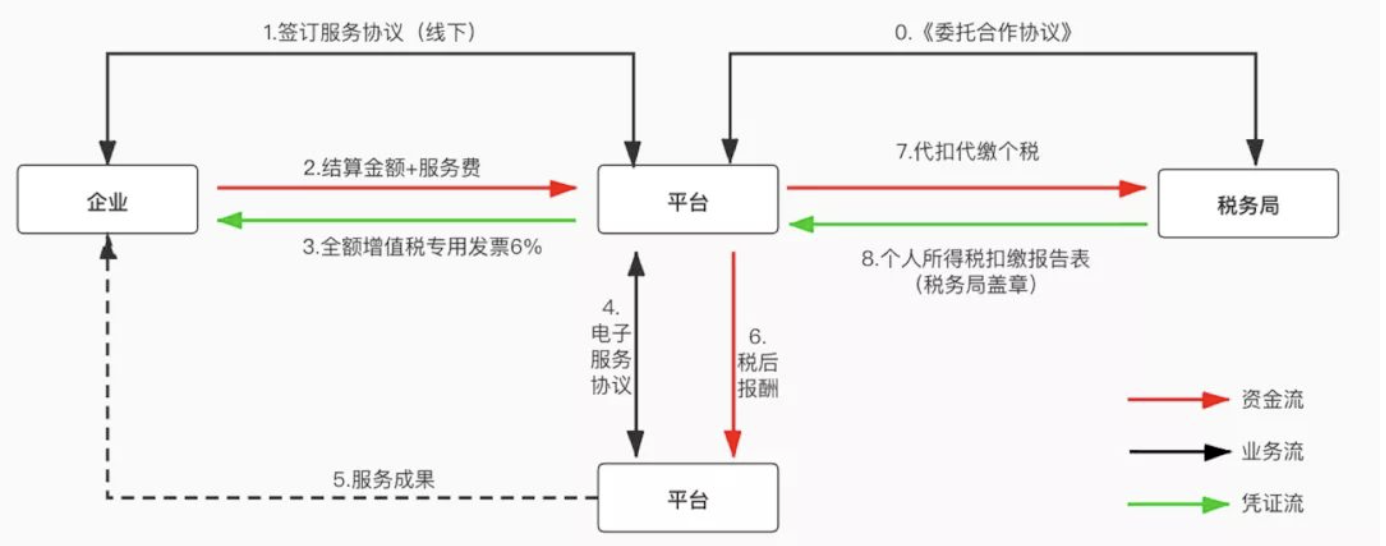 1.签订服务协议（线下）
0.《委托合作协议》
2.结算金额+服务费
7.代扣代缴个税
企业
平台
税务局
3.全额增值税专用发票6%
8.个人所得税扣缴报告表
（税务局盖章）
4.
电子
服务
协议
6.
税后
报酬
资金流
业务流
5.服务成果
平台
凭证流